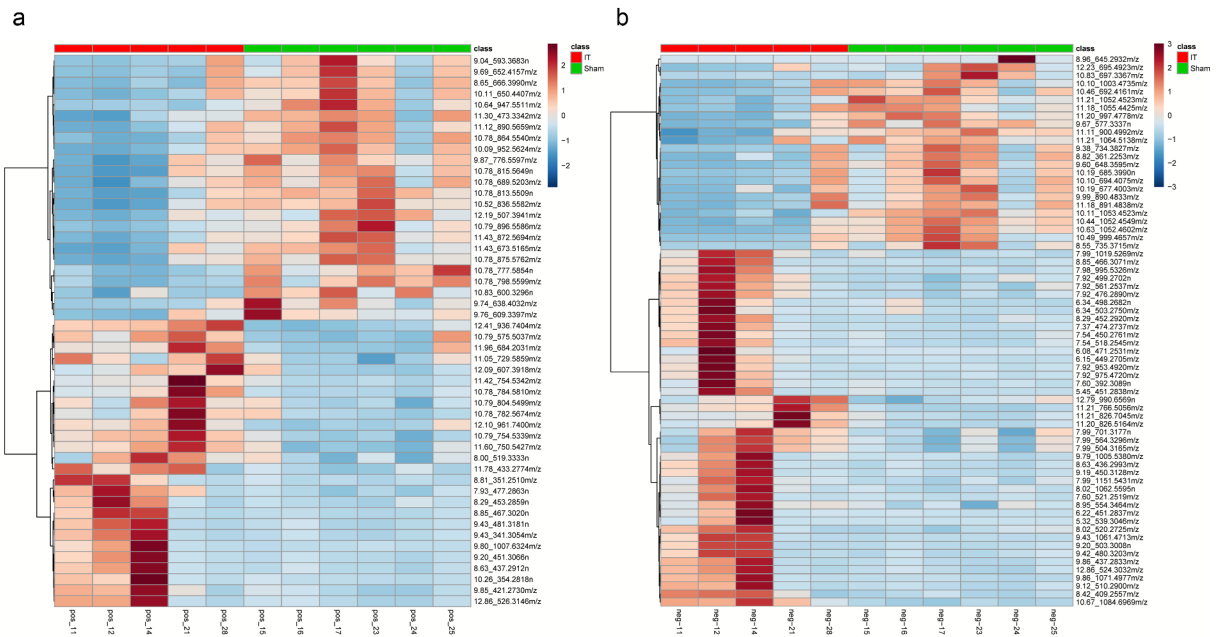 a
b
class
9.04_593.3683n
9.69_652.4157m/z
8.65_666.3990n
10.11_650.4407m/z
10.64_947.5511m/z
11.30_473.3342m/z
11.12_890.5659m/z
10.78_864.5540m/z
10.09_952.5624m/z
9.87_776.5597m/z
10.78_815.5649n
10.78_689.5203m/z
10.78_813.5509n
10.52_836.5582m/z
12.19_507.3941m/z
10.79_896.5586m/z
11.43_872.5694m/z
11.43_673.5165m/z
10.78_875.5762m/z
10.78_777.5854n
10.78_798.5599m/z
10.83_600.3296n
9.74_638.4032m/z
9.76_609.3397m/z
12.41_936.7404m/z
10.79_575.5037m/z
11.96_684.2031m/z
11.05_729.5859m/z
12.09_607.3918m/z
11.42_754.5342m/z
10.78_784.5810m/z
10.79_804.5499m/z
10.78_782.5674m/z
12.10_961.7400m/z
10.79_754.5339m/z
11.60_750.5427m/z
8.00_519.3333n
11.78_433.2774m/z
8.81_351.2510m/z
7.93_477.2863n
8.29_453.2859n
8.85_467.3020n
9.43_481.3181n
9.43_341.3054m/z
9.80_1007.6324m/z
9.20_451.3066n
8.63_437.2912n
10.26_354.2818n
9.85_421.2730m/z
12.86_526.3146m/z
pos_11
pos_12
pos_14
pos_21
pos_28
pos_15
pos_16
pos_17
pos_23
pos_24
pos_25
2
1
0
−1
−2
class
IT
Sham
class
8.96_645.2932m/z
12.23_695.4923m/z
10.83_697.3367m/z
10.10_1003.4735m/z
10.46_692.4161m/z
11.21_1052.4523m/z
11.18_1055.4425m/z
11.20_997.4778m/z
9.67_577.3337n
11.11_900.4992m/z
11.21_1064.5138m/z
9.38_734.3827m/z
8.82_361.2253m/z
9.60_648.3595m/z
10.19_685.3990n
10.10_694.4075m/z
10.19_677.4003m/z
9.99_890.4833m/z
11.18_891.4838m/z
10.11_1053.4523m/z
10.44_1052.4549m/z
10.63_1052.4602m/z
10.49_999.4657m/z
8.55_735.3715m/z
7.99_1019.5269m/z
8.85_466.3071m/z
7.98_995.5326m/z
7.92_499.2702n
7.92_561.2537m/z
7.92_476.2890m/z
6.34_498.2682n
6.34_503.2750m/z
8.29_452.2920m/z
7.37_474.2737m/z
7.54_450.2761m/z
7.54_518.2545m/z
6.08_471.2531n
6.15_449.2705m/z
7.92_953.4920m/z
7.92_975.4720m/z
7.60_392.3089n
5.45_451.2838m/z
12.79_990.6569n
11.21_766.5056m/z
11.21_826.7045m/z
11.20_826.5164m/z
7.99_701.3177n
7.99_564.3296m/z
7.99_504.3165m/z
9.79_1005.5380m/z
8.63_436.2993m/z
9.19_450.3128m/z
7.99_1151.5431m/z
8.02_1062.5595n
7.60_521.2519m/z
8.95_554.3464m/z
6.22_451.2837m/z
5.32_539.3046m/z
8.02_520.2725m/z
9.43_1061.4713m/z
9.20_503.3008n
9.42_480.3203m/z
9.86_437.2833m/z
12.86_524.3032m/z
9.86_1071.4977m/z
9.12_510.2900m/z
8.42_409.2557m/z
10.67_1084.6969m/z
neg−11
neg−12
neg−14
neg−21
neg−28
neg−15
neg−16
neg−17
neg−23
neg−24
neg−25
3
2
1
0
−1
−2
−3
class
IT
Sham